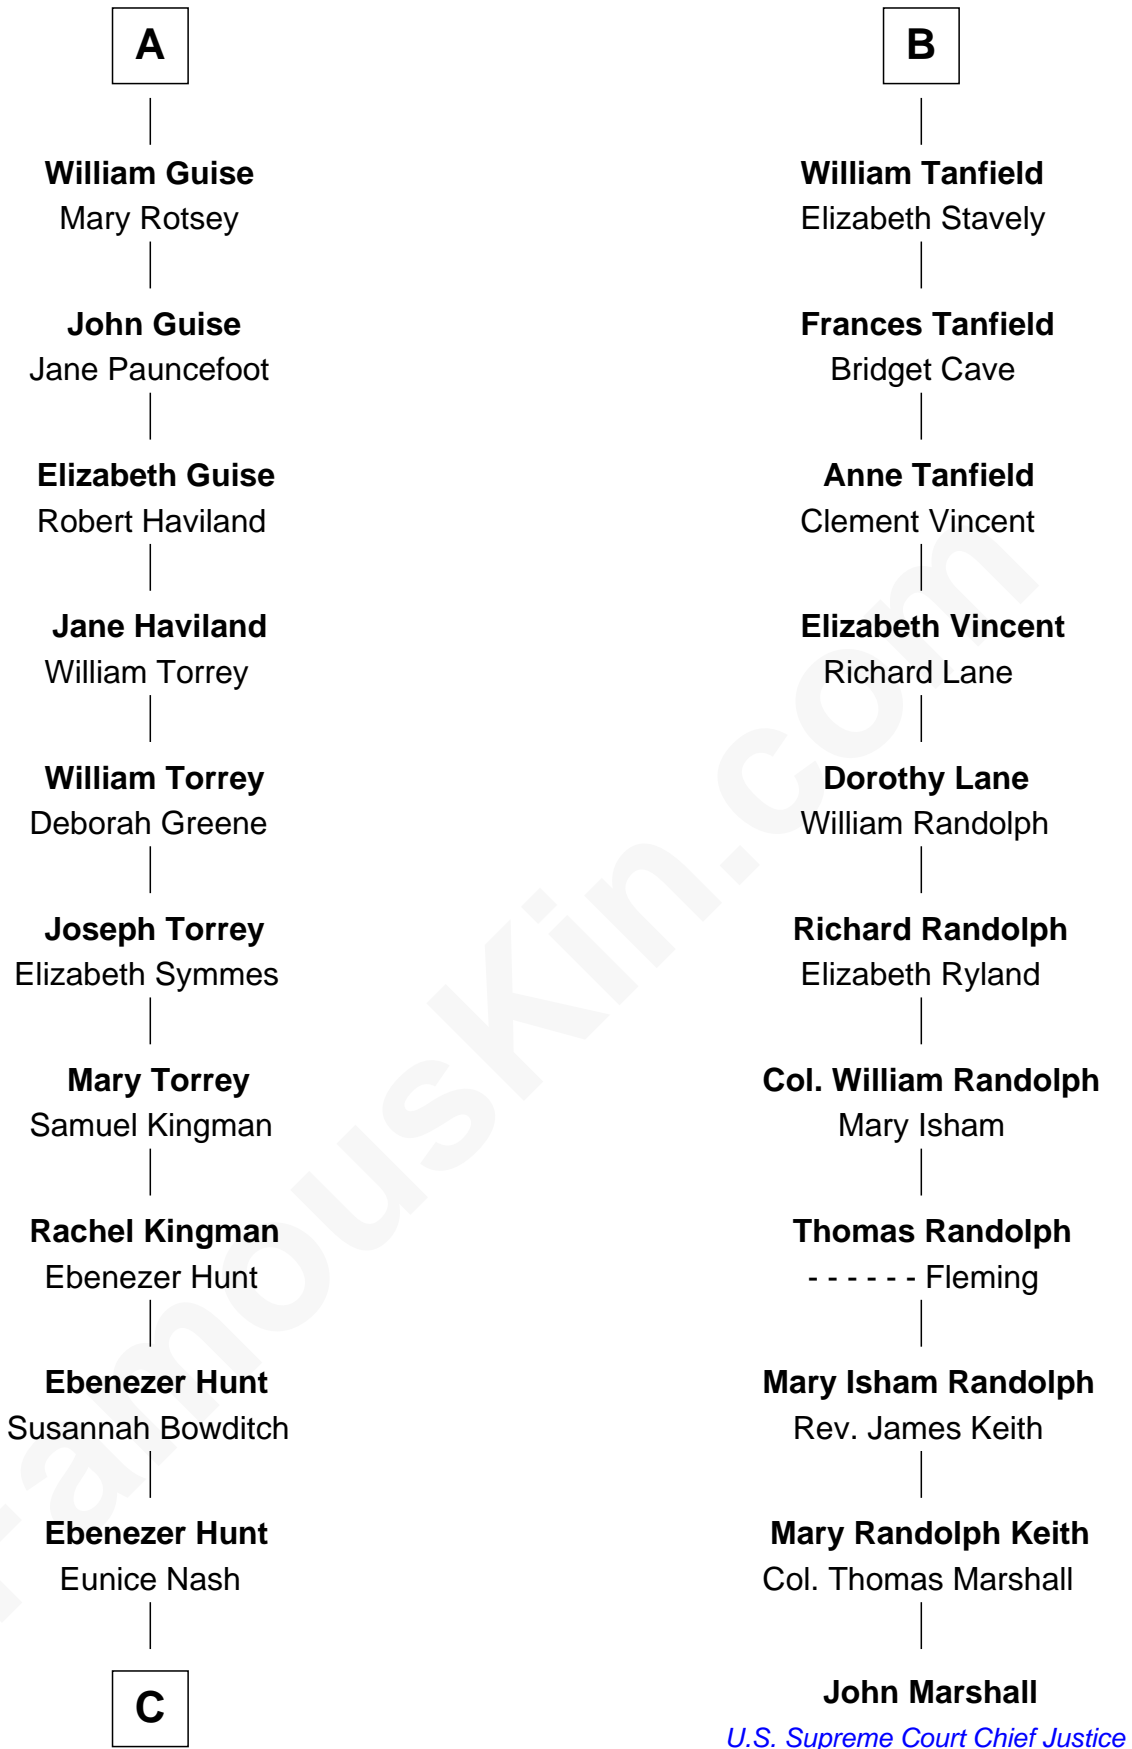 A
William Guise
Mary Rotsey
John Guise
Jane Pauncefoot
Elizabeth Guise
Robert Haviland
Jane Haviland
William Torrey
William Torrey
Deborah Greene
Joseph Torrey
Elizabeth Symmes
Mary Torrey
Samuel Kingman
Rachel Kingman
Ebenezer Hunt
Ebenezer Hunt
Susannah Bowditch
Ebenezer Hunt
Eunice Nash
C
B
William Tanfield
Elizabeth Stavely
Frances Tanfield
Bridget Cave
Anne Tanfield
Clement Vincent
Elizabeth Vincent
Richard Lane
Dorothy Lane
William Randolph
Richard Randolph
Elizabeth Ryland
Col. William Randolph
Mary Isham
Thomas Randolph
- - - - - - Fleming
Mary Isham Randolph
Rev. James Keith
Mary Randolph Keith
Col. Thomas Marshall
John Marshall
U.S. Supreme Court Chief Justice
FamousKin.com